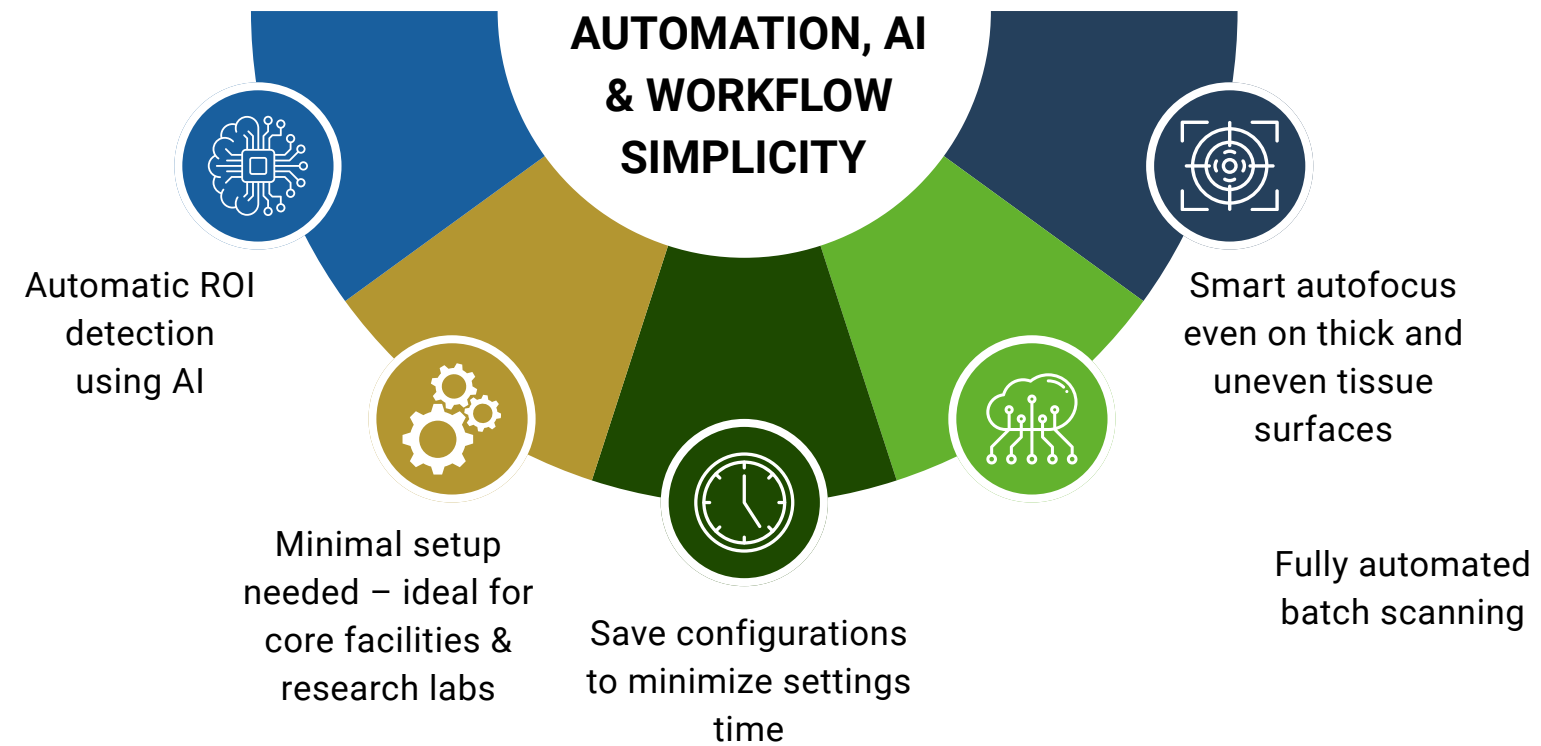 AUTOMATION, AI
& WORKFLOW
SIMPLICITY
Automatic ROI
detection
using AI
Minimal setup
needed – ideal for
core facilities &
research labs
Save configurations
to minimize settings
time
Fully automated
batch scanning
Smart autofocus
even on thick and
uneven tissue
surfaces